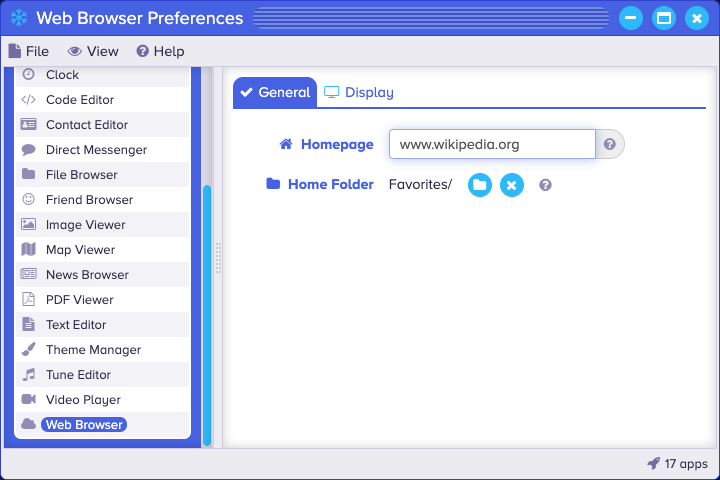 Web Browser Preferences
File View Help
Clock
Code Editor
Contact Editor
Direct Messenger
File Browser
Friend Browser
Image Viewer
Map Viewer
News Browser
PDF Viewer
Text Editor
Theme Manager
Tune Editor
Video Player
Web Browser
General Display
Homepage www.wikipedia.org
Home Folder Favorites/
17 apps